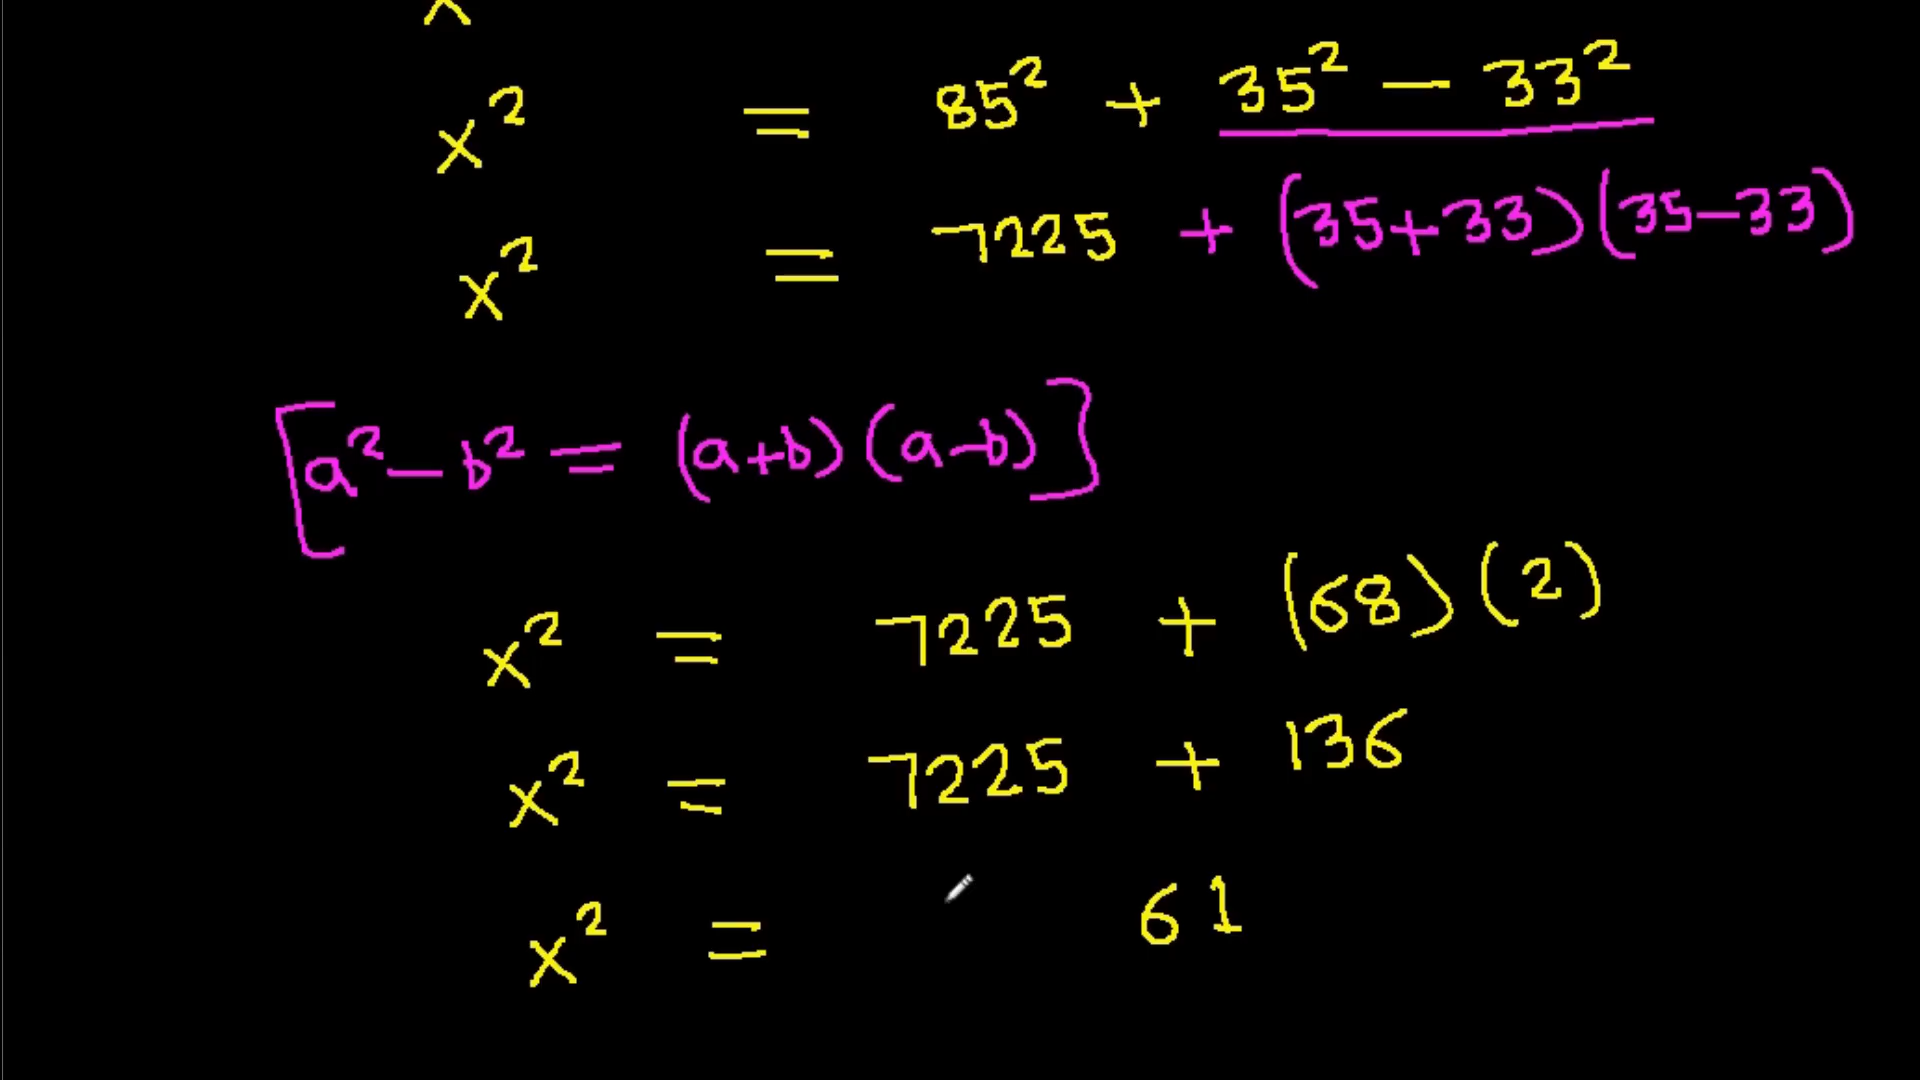 x² = 85² + 35² − 33²
x² = 7225 + (35+33)(35−33)
[a² − b² = (a+b)(a−b)]
x² = 7225 + (68)(2)
x² = 7225 + 136
x² = 61